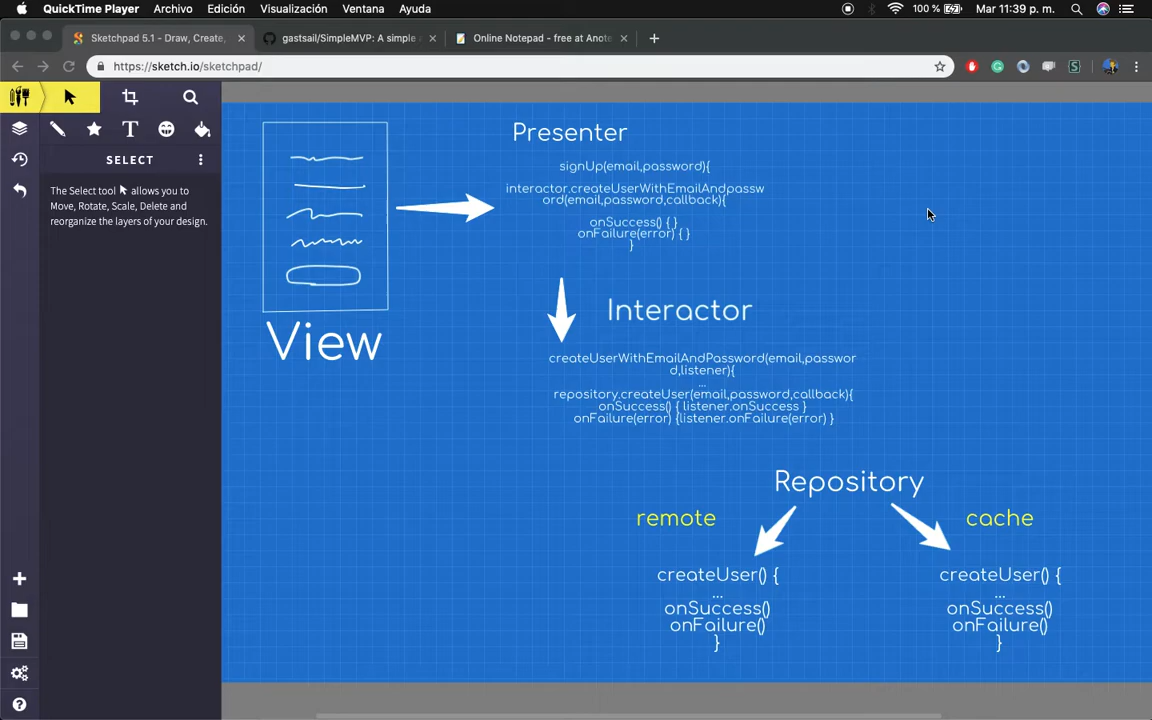 QuickTime Player Archivo Edición Visualización Ventana Ayuda 100 % Mar 11:39 p. m.
Sketchpad 5.1 - Draw, Create, gastsail/SimpleMVP: A simple Online Notepad - free at Anot
https://sketch.io/sketchpad/
SELECT
The Select tool allows you to
Move, Rotate, Scale, Delete and
reorganize the layers of your design.
View
Presenter
signUp(email,password){
interactor.createUserWithEmailAndpassw
ord(email,password,callback){
onSuccess() { }
onFailure(error) { }
}
Interactor
createUserWithEmailAndPassword(email,passwor
d,listener){
...
repository.createUser(email,password,callback){
onSuccess() { listener.onSuccess }
onFailure(error) {listener.onFailure(error) }
Repository
remote
cache
createUser() {
...
onSuccess()
onFailure()
}
createUser() {
...
onSuccess()
onFailure()
}